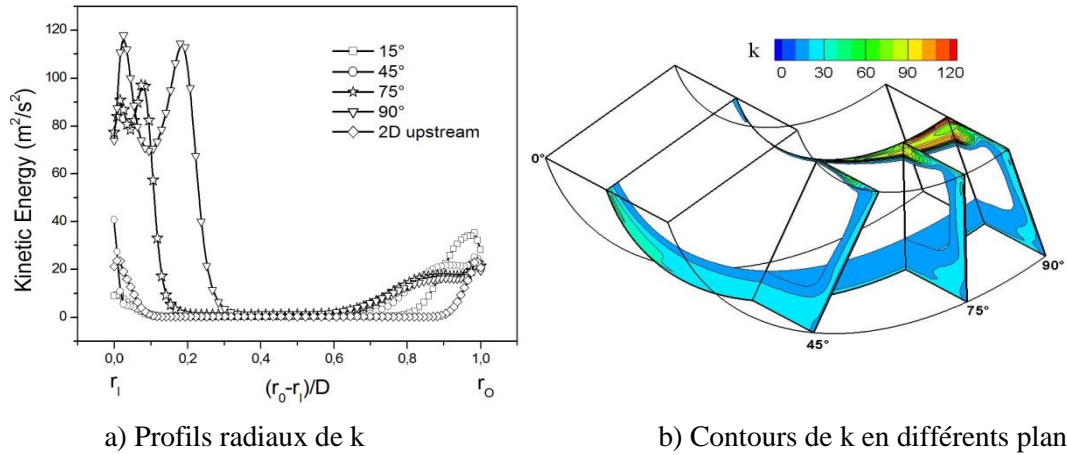 120
100
80
60
40
20
0
Kinetic Energy (m²/s²)
15°
45°
75°
90°
2D upstream
0,0 0,2 0,4 0,6 0,8 1,0
r_I (r_0-r_I)/D r_O
k
0 30 60 90 120
0°
90°
75°
45°
a) Profils radiaux de k b) Contours de k en différents plan